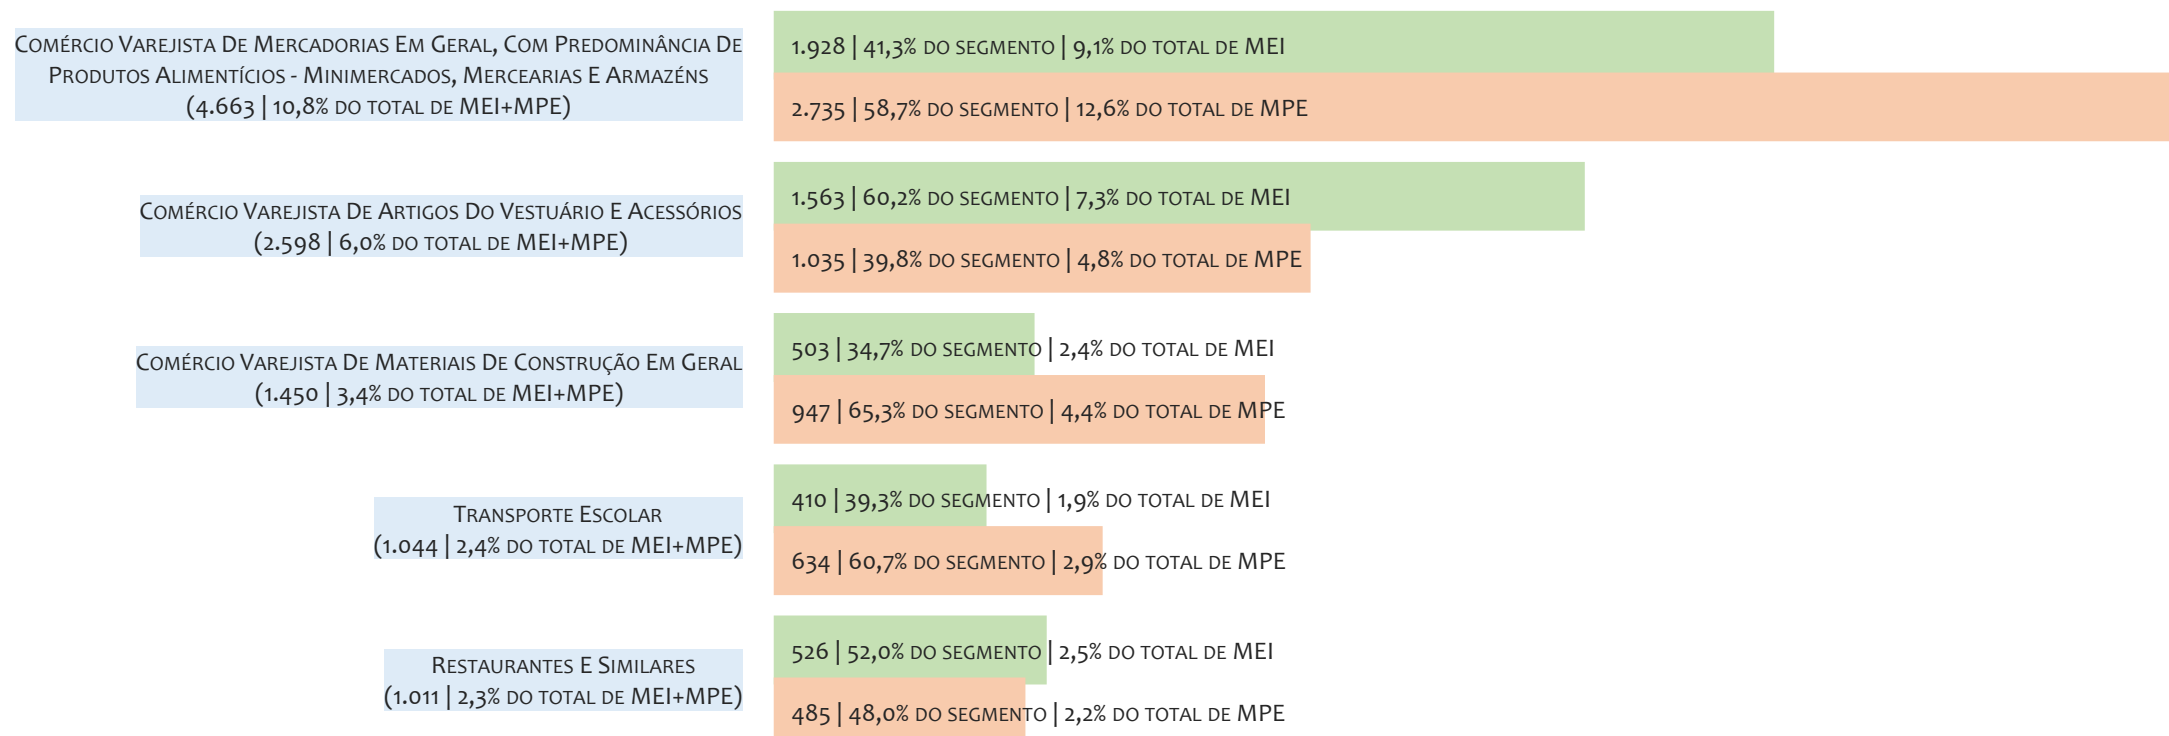 Comércio Varejista De Mercadorias Em Geral, Com Predominância De
Produtos Alimentícios - Minimercados, Mercearias E Armazéns
(4.663 | 10,8% do total de MEI+MPE)
1.928 | 41,3% do segmento | 9,1% do total de MEI
2.735 | 58,7% do segmento | 12,6% do total de MPE
Comércio Varejista De Artigos Do Vestuário E Acessórios
(2.598 | 6,0% do total de MEI+MPE)
1.563 | 60,2% do segmento | 7,3% do total de MEI
1.035 | 39,8% do segmento | 4,8% do total de MPE
Comércio Varejista De Materiais De Construção Em Geral
(1.450 | 3,4% do total de MEI+MPE)
503 | 34,7% do segmento | 2,4% do total de MEI
947 | 65,3% do segmento | 4,4% do total de MPE
Transporte Escolar
(1.044 | 2,4% do total de MEI+MPE)
410 | 39,3% do segmento | 1,9% do total de MEI
634 | 60,7% do segmento | 2,9% do total de MPE
Restaurantes E Similares
(1.011 | 2,3% do total de MEI+MPE)
526 | 52,0% do segmento | 2,5% do total de MEI
485 | 48,0% do segmento | 2,2% do total de MPE